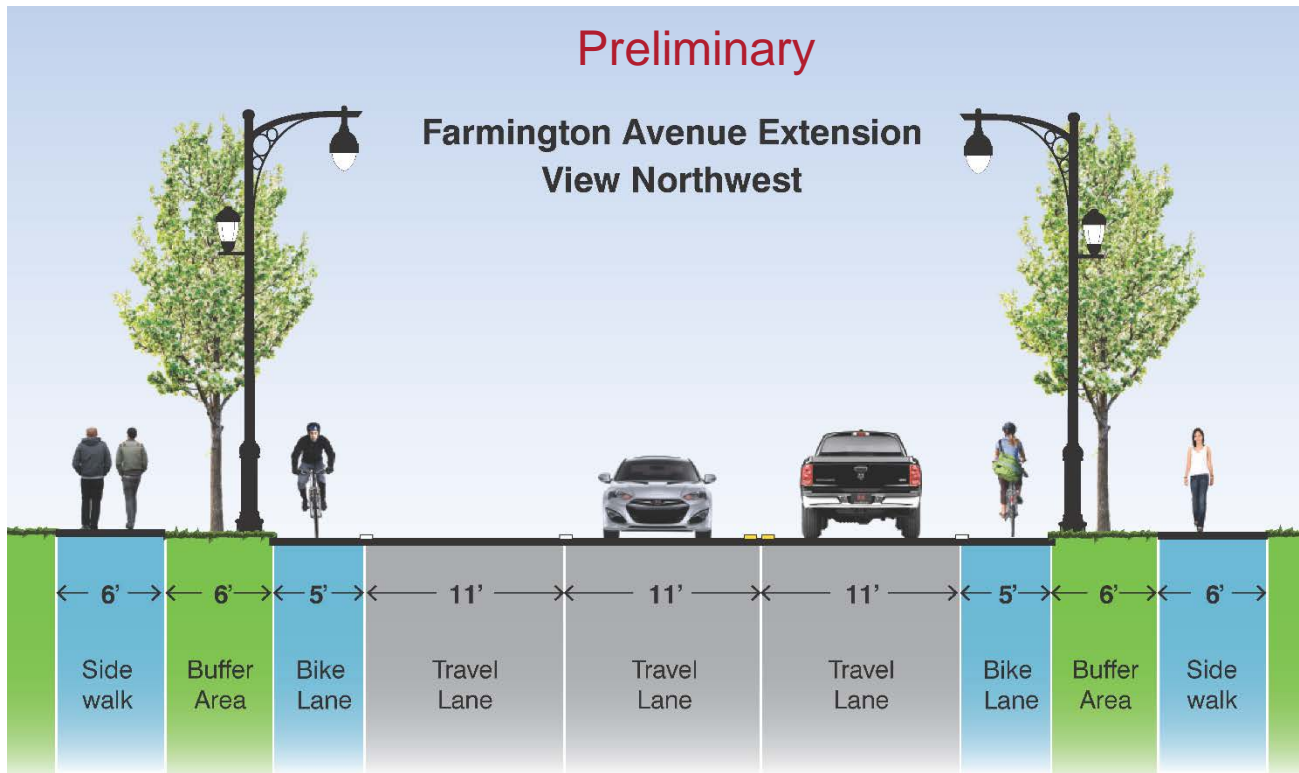 Preliminary
Farmington Avenue Extension
View Northwest
6’ 6’ 5’ 11’ 11’ 11’ 5’ 6’ 6’
Side
walk
Buffer
Area
Bike
Lane
Travel
Lane
Travel
Lane
Travel
Lane
Bike
Lane
Buffer
Area
Side
walk